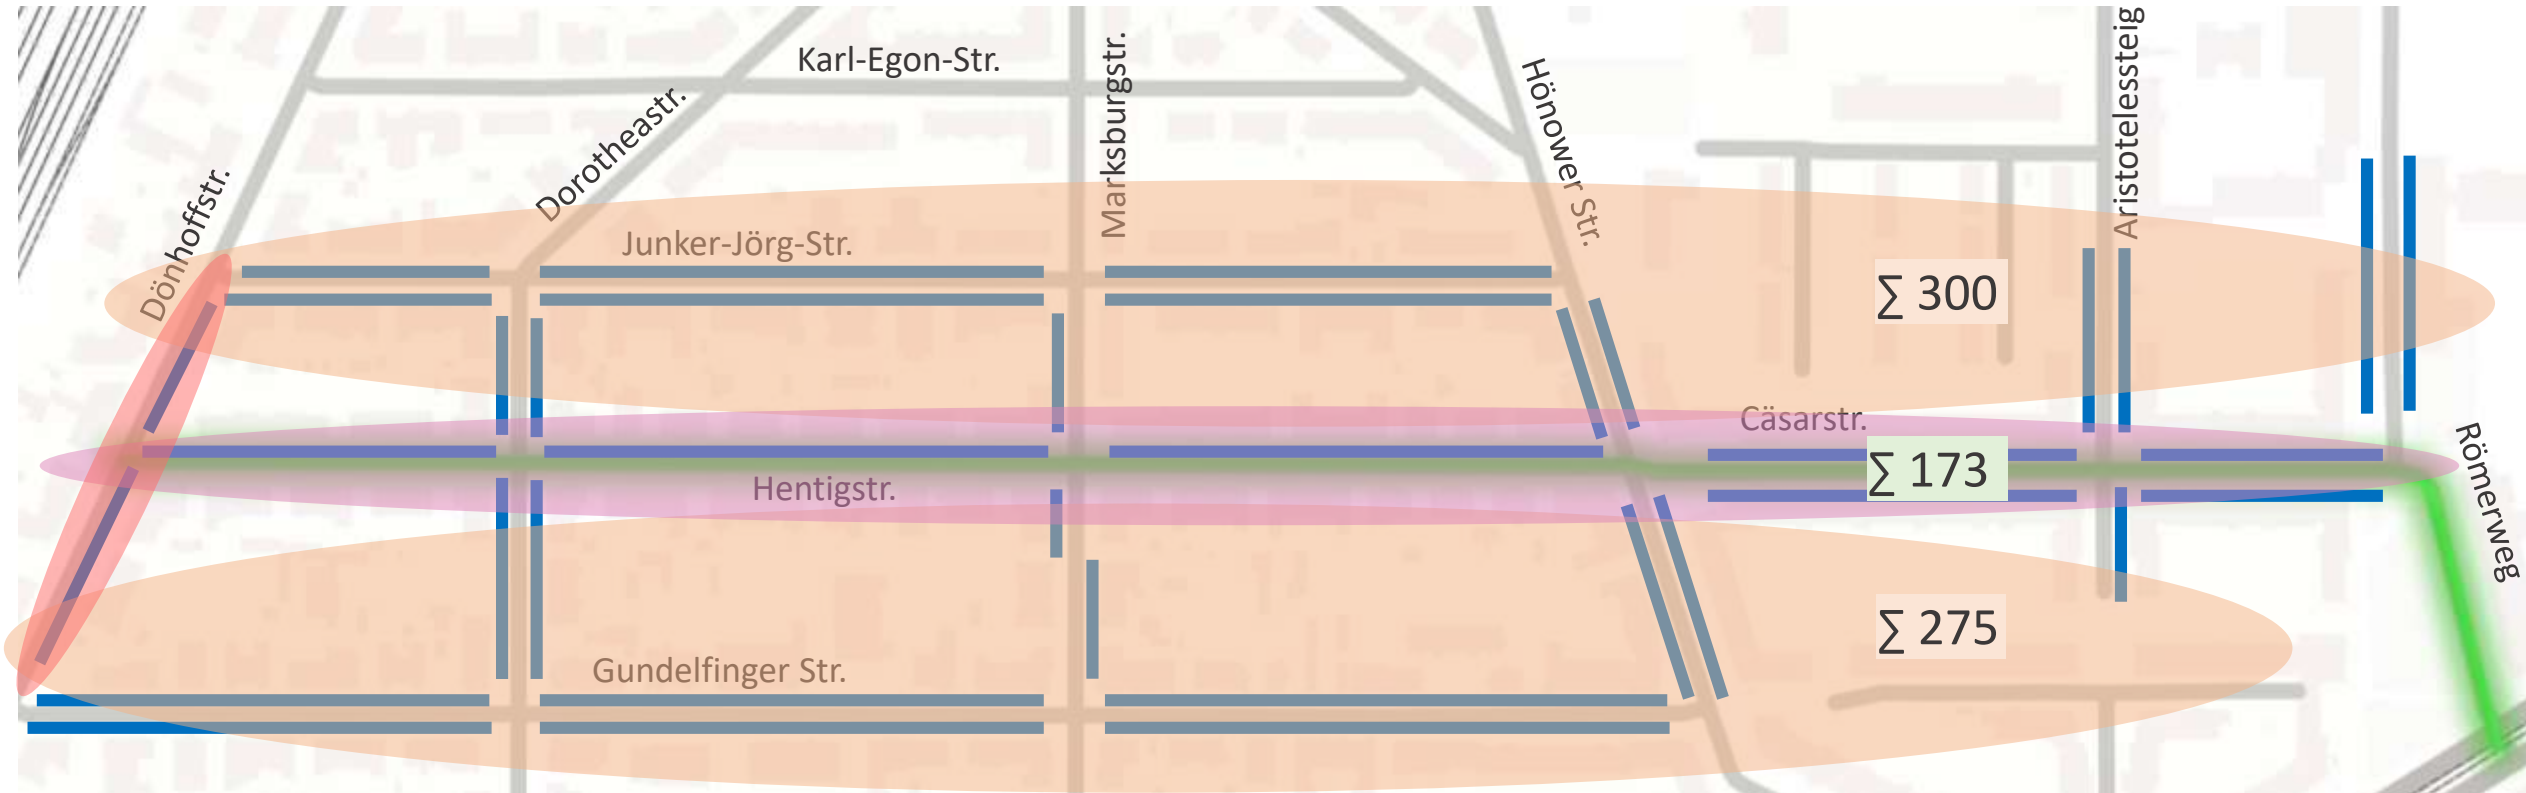 Karl-Egon-Str.
Dorotheastr.
Marksburgstr.
Hönower Str.
Aristotelessteig
Dönhoffstr.
Junker-Jörg-Str.
∑ 300
Cäsarstr.
∑ 173
Hentigstr.
Römerweg
∑ 275
Gundelfinger Str.